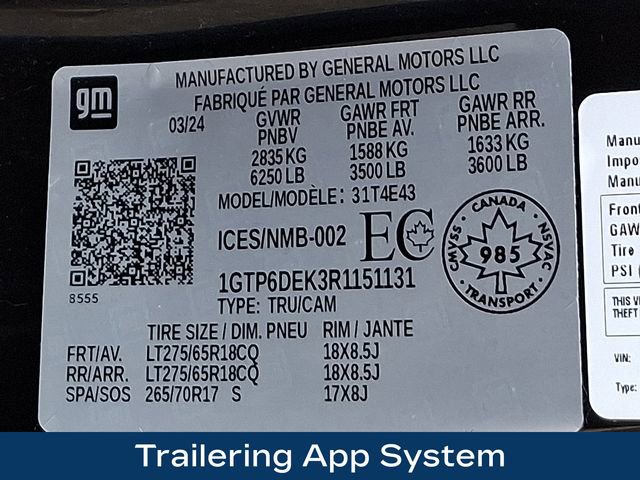 gm
MANUFACTURED BY GENERAL MOTORS LLC
FABRIQUÉ PAR GENERAL MOTORS LLC
03/24
GVWR GAWR FRT GAWR RR
PNBV PNBE AV. PNBE ARR.
2835 KG 1588 KG 1633 KG
6250 LB 3500 LB 3600 LB
MODEL/MODÈLE: 31T4E43
ICES/NMB-002 EC
CANADA
CMVSS 985 NSVAC
TRANSPORT
8555
1GTP6DEK3R1151131
TYPE: TRU/CAM
TIRE SIZE / DIM. PNEU RIM / JANTE
FRT/AV. LT275/65R18CQ 18X8.5J
RR/ARR. LT275/65R18CQ 18X8.5J
SPA/SOS 265/70R17 S 17X8J
Manu
Impo
Manu
Front
GAW
Tire
PSI (
THIS VE
THEFT
VIN:
Type:
Trailering App System